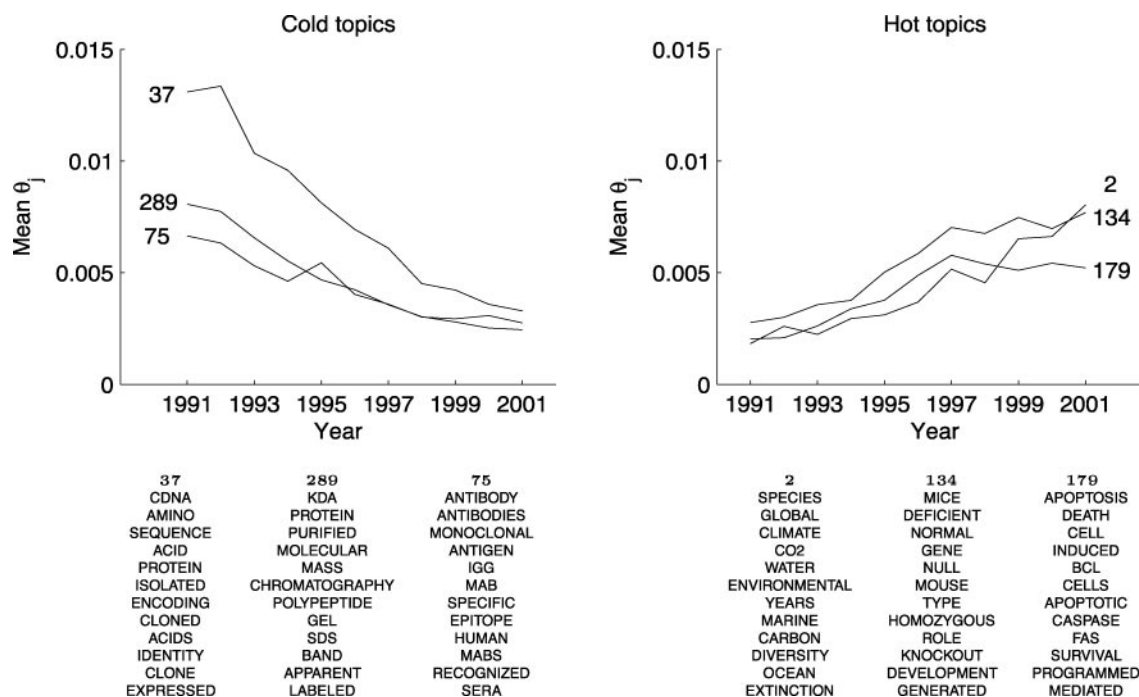 Cold topics
0.015
0.01
0.005
0
Mean θ_j
37
289
75
1991 1993 1995 1997 1999 2001
Year
Hot topics
0.015
0.01
0.005
0
Mean θ_j
2
134
179
1991 1993 1995 1997 1999 2001
Year
37 289 75
CDNA KDA ANTIBODY
AMINO PROTEIN ANTIBODIES
SEQUENCE PURIFIED MONOCLONAL
ACID MOLECULAR ANTIGEN
PROTEIN MASS IGG
ISOLATED CHROMATOGRAPHY MAB
ENCODING POLYPEPTIDE SPECIFIC
CLONED GEL EPITOPE
ACIDS SDS HUMAN
IDENTITY BAND MABS
CLONE APPARENT RECOGNIZED
EXPRESSED LABELED SERA
2 134 179
SPECIES MICE APOPTOSIS
GLOBAL DEFICIENT DEATH
CLIMATE NORMAL CELL
CO2 GENE INDUCED
WATER NULL BCL
ENVIRONMENTAL MOUSE CELLS
YEARS TYPE APOPTOTIC
MARINE HOMOZYGOUS CASPASE
CARBON ROLE FAS
DIVERSITY KNOCKOUT SURVIVAL
OCEAN DEVELOPMENT PROGRAMMED
EXTINCTION GENERATED MEDIATED